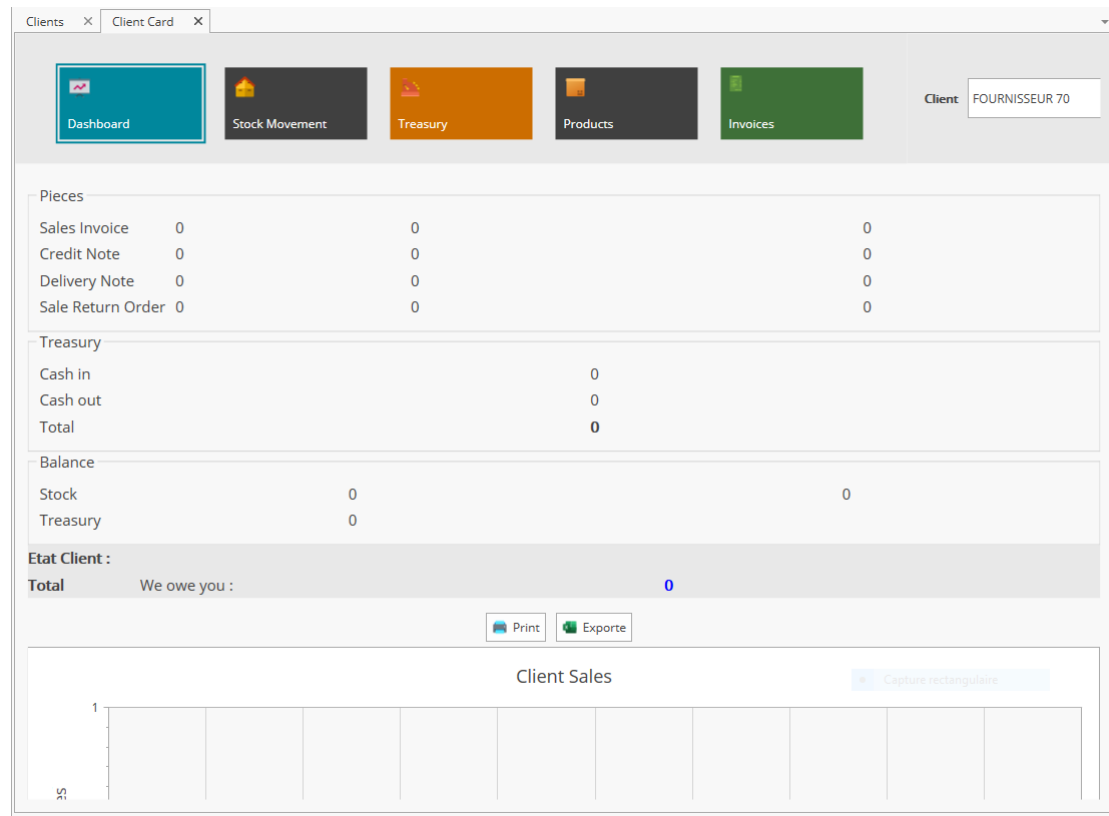 Clients
Client Card
Dashboard
Stock Movement
Treasury
Products
Invoices
Client FOURNISSEUR 70
Pieces
Sales Invoice 0 0 0
Credit Note 0 0 0
Delivery Note 0 0 0
Sale Return Order 0 0 0
Treasury
Cash in 0
Cash out 0
Total 0
Balance
Stock 0 0
Treasury 0
Etat Client :
Total We owe you : 0
Print
Exporte
Client Sales
Capture rectangulaire
1